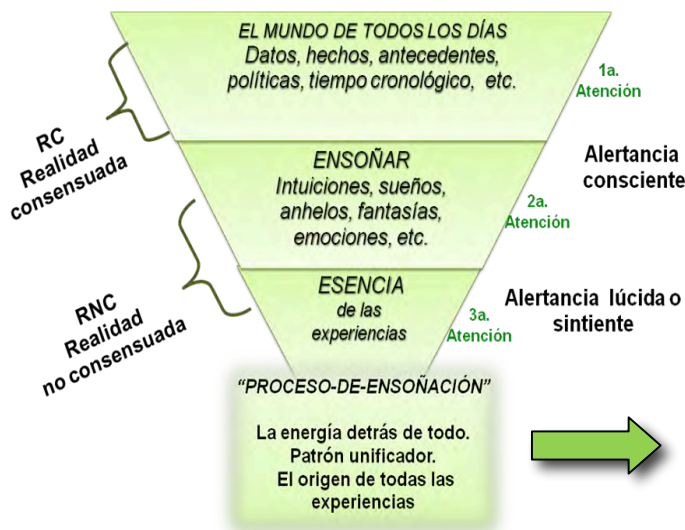 EL MUNDO DE TODOS LOS DÍAS
Datos, hechos, antecedentes,
políticas, tiempo cronológico, etc.
1a.
Atención
RC
Realidad
consensuada
ENSOÑAR
Intuiciones, sueños,
anhelos, fantasías,
emociones, etc.
Alertancia
consciente
2a.
Atención
RNC
Realidad
no consensuada
ESENCIA
de las
experiencias
3a.
Atención
Alertancia lúcida o
sintiente
“PROCESO-DE-ENSOÑACIÓN”
La energía detrás de todo.
Patrón unificador.
El origen de todas las
experiencias